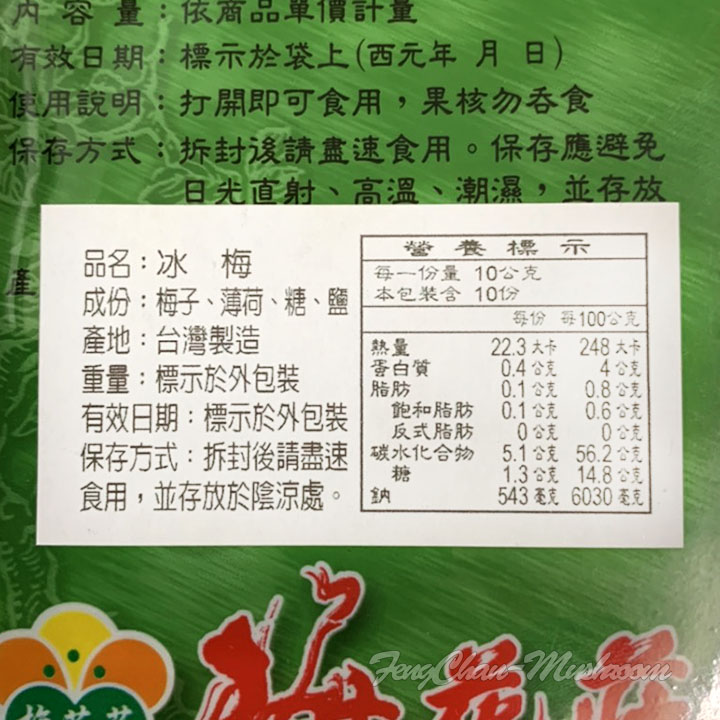 內容量：依商品單價計量
有效日期：標示於袋上(西元年 月 日)
使用說明：打開即可食用，果核勿吞食
保存方式：拆封後請盡速食用。保存應避免
日光直射、高溫、潮濕，並存放
產
品名：冰 梅
成份：梅子、薄荷、糖、鹽
產地：台灣製造
重量：標示於外包裝
有效日期：標示於外包裝
保存方式：拆封後請盡速
食用，並存放於陰涼處。
營養標示
每一份量 10公克
本包裝含 10份
每份 每100公克
熱量 22.3 大卡 248 大卡
蛋白質 0.4 公克 4 公克
脂肪 0.1 公克 0.8 公克
飽和脂肪 0.1 公克 0.6 公克
反式脂肪 0 公克 0 公克
碳水化合物 5.1 公克 56.2 公克
糖 1.3 公克 14.8 公克
鈉 543 毫克 6030 毫克
FengChan-Mushroom